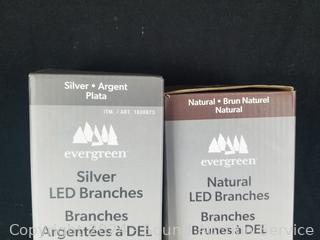 Silver • Argent
Plata
ITM. / ART. 1600873
evergreen
Silver
LED Branches
Branches
Argentées à DEL
Natural • Brun Naturel
Natural
evergreen
Natural
LED Branches
Branches
Brunes à DEL